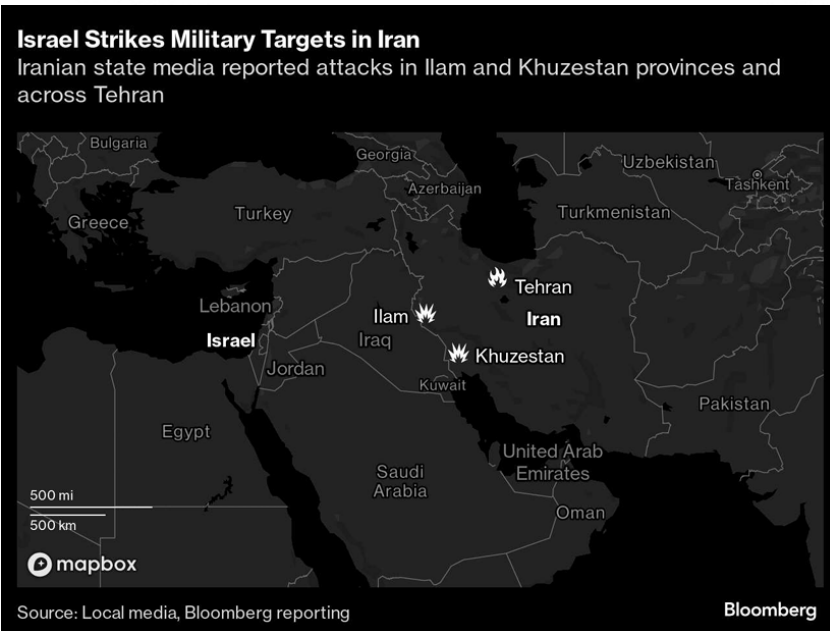 Israel Strikes Military Targets in Iran
Iranian state media reported attacks in Ilam and Khuzestan provinces and
across Tehran
Bulgaria
Georgia
Uzbekistan
Azerbaijan
Tashkent
Greece
Turkey
Turkmenistan
Tehran
Lebanon
Ilam
Iran
Israel
Iraq
Khuzestan
Jordan
Kuwait
Pakistan
Egypt
United Arab
Emirates
Saudi
Arabia
Oman
500 mi
500 km
mapbox
Source: Local media, Bloomberg reporting
Bloomberg